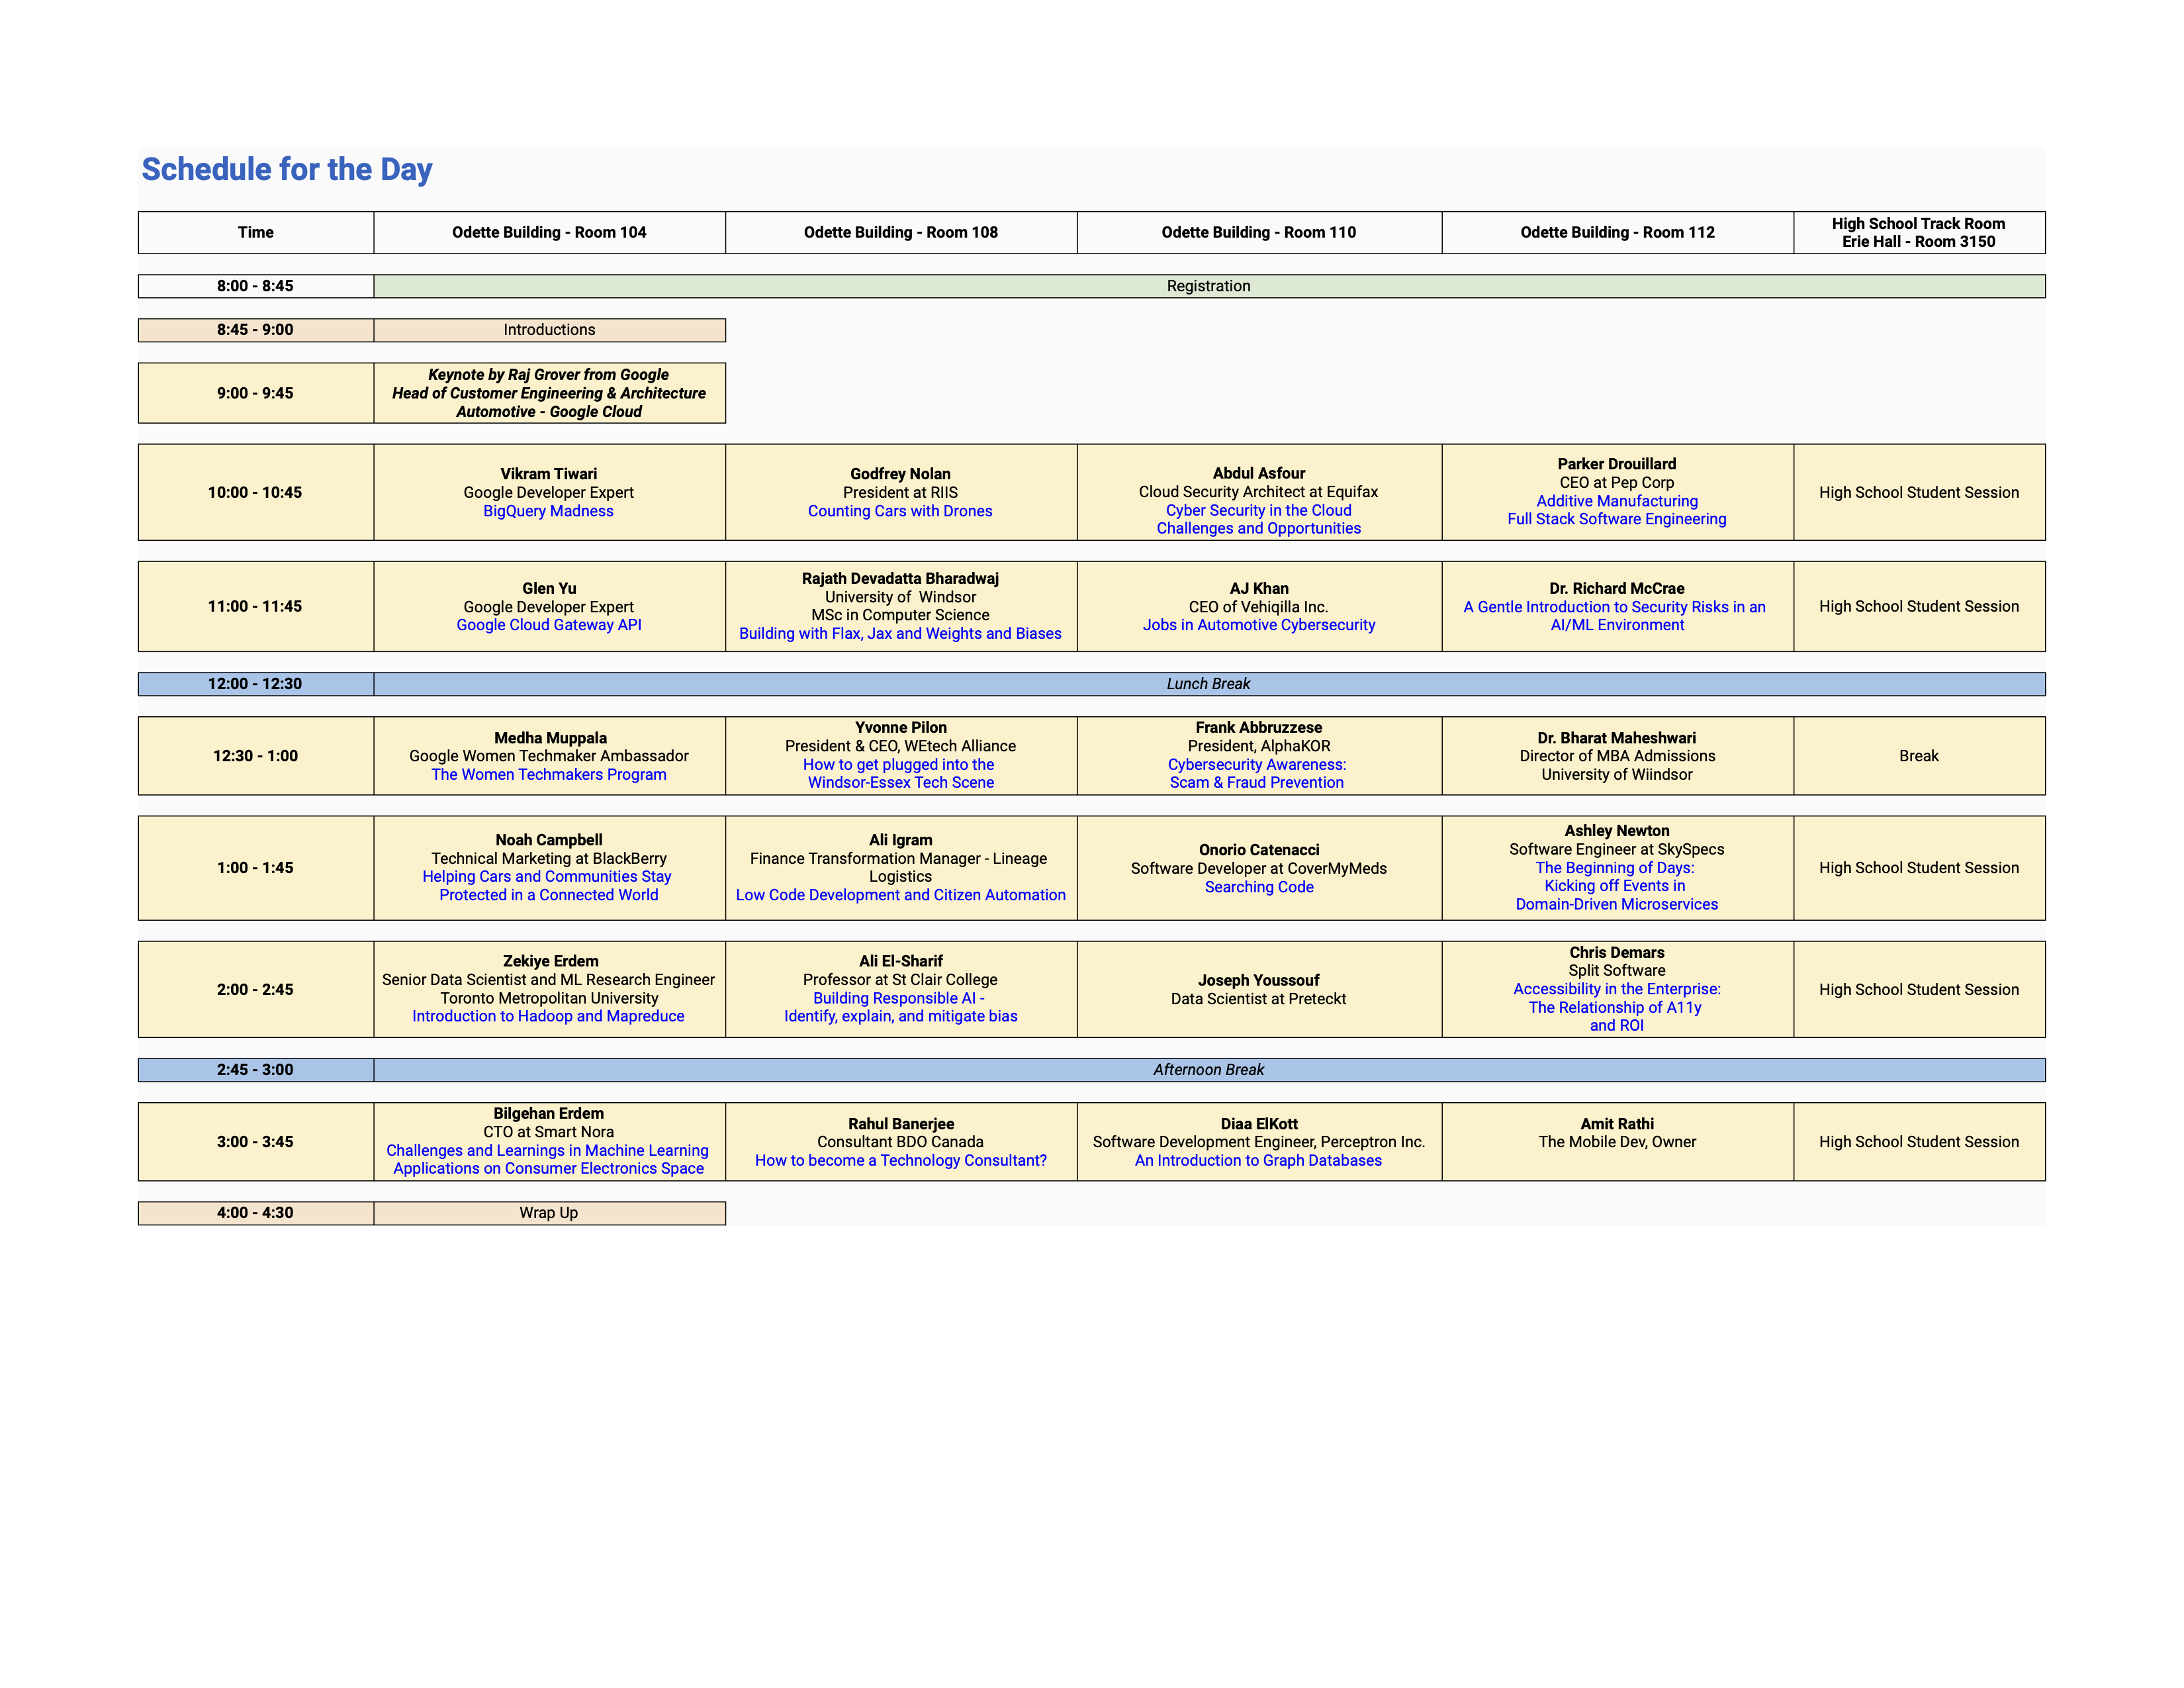 Schedule for the Day
Time
Odette Building - Room 104
Odette Building - Room 108
Odette Building - Room 110
Odette Building - Room 112
High School Track Room
Erie Hall - Room 3150
8:00 - 8:45
Registration
8:45 - 9:00
Introductions
9:00 - 9:45
Keynote by Raj Grover from Google
Head of Customer Engineering & Architecture
Automotive - Google Cloud
10:00 - 10:45
Vikram Tiwari
Google Developer Expert
BigQuery Madness
Godfrey Nolan
President at RIIS
Counting Cars with Drones
Abdul Asfour
Cloud Security Architect at Equifax
Cyber Security in the Cloud
Challenges and Opportunities
Parker Drouillard
CEO at Pep Corp
Additive Manufacturing
Full Stack Software Engineering
High School Student Session
11:00 - 11:45
Glen Yu
Google Developer Expert
Google Cloud Gateway API
Rajath Devadatta Bharadwaj
University of  Windsor
MSc in Computer Science
Building with Flax, Jax and Weights and Biases
AJ Khan
CEO of Vehiqilla Inc.
Jobs in Automotive Cybersecurity
Dr. Richard McCrae
A Gentle Introduction to Security Risks in an
AI/ML Environment
High School Student Session
12:00 - 12:30
Lunch Break
12:30 - 1:00
Medha Muppala
Google Women Techmaker Ambassador
The Women Techmakers Program
Yvonne Pilon
President & CEO, WEtech Alliance
How to get plugged into the
Windsor-Essex Tech Scene
Frank Abbruzzese
President, AlphaKOR
Cybersecurity Awareness:
Scam & Fraud Prevention
Dr. Bharat Maheshwari
Director of MBA Admissions
University of Wiindsor
Break
1:00 - 1:45
Noah Campbell
Technical Marketing at BlackBerry
Helping Cars and Communities Stay
Protected in a Connected World
Ali Igram
Finance Transformation Manager - Lineage
Logistics
Low Code Development and Citizen Automation
Onorio Catenacci
Software Developer at CoverMyMeds
Searching Code
Ashley Newton
Software Engineer at SkySpecs
The Beginning of Days:
Kicking off Events in
Domain-Driven Microservices
High School Student Session
2:00 - 2:45
Zekiye Erdem
Senior Data Scientist and ML Research Engineer
Toronto Metropolitan University
Introduction to Hadoop and Mapreduce
Ali El-Sharif
Professor at St Clair College
Building Responsible AI -
Identify, explain, and mitigate bias
Joseph Youssouf
Data Scientist at Preteckt
Chris Demars
Split Software
Accessibility in the Enterprise:
The Relationship of A11y
and ROI
High School Student Session
2:45 - 3:00
Afternoon Break
3:00 - 3:45
Bilgehan Erdem
CTO at Smart Nora
Challenges and Learnings in Machine Learning
Applications on Consumer Electronics Space
Rahul Banerjee
Consultant BDO Canada
How to become a Technology Consultant?
Diaa ElKott
Software Development Engineer, Perceptron Inc.
An Introduction to Graph Databases
Amit Rathi
The Mobile Dev, Owner
High School Student Session
4:00 - 4:30
Wrap Up